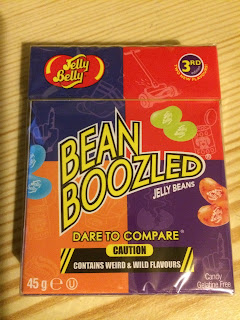 Jelly
Belly
3RD
BEAN
BOOZLED
JELLY BEANS
DARE TO COMPARE
CAUTION
CONTAINS WEIRD & WILD FLAVOURS
45 g e U
Candy
Gelatine Free